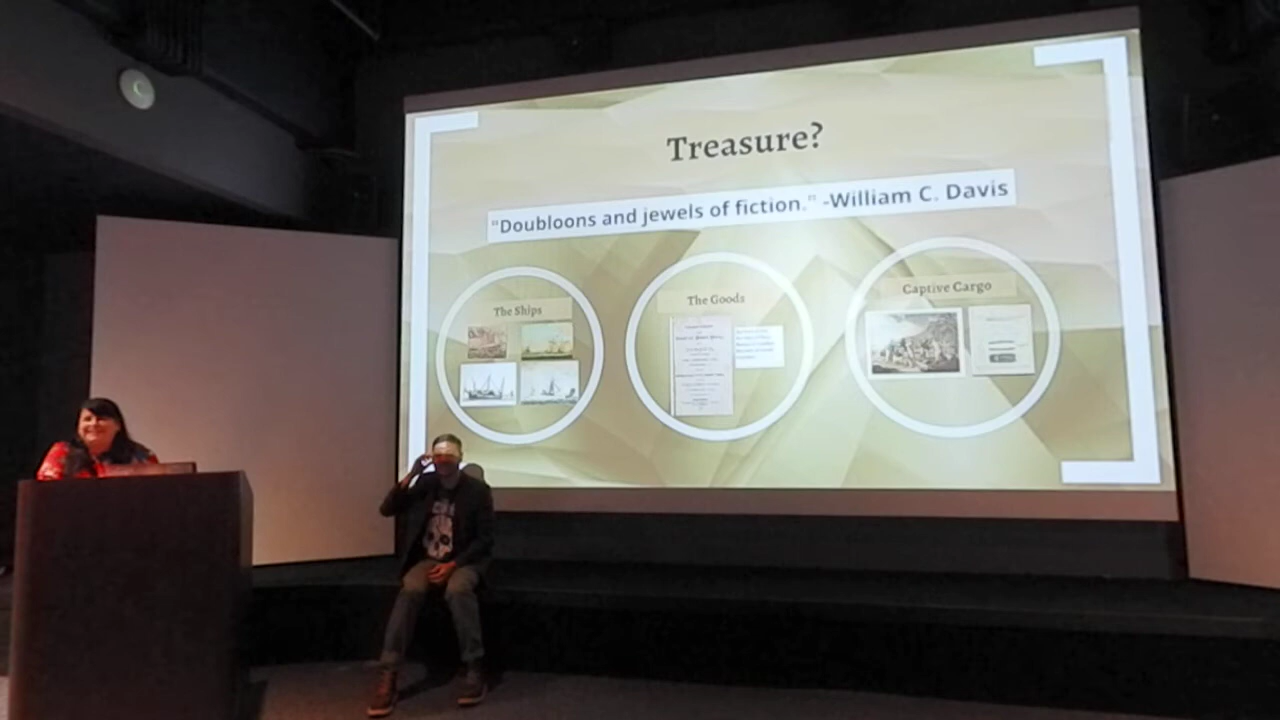 Treasure?
"Doubloons and jewels of fiction." -William C. Davis
The Ships
The Goods
Captive Cargo